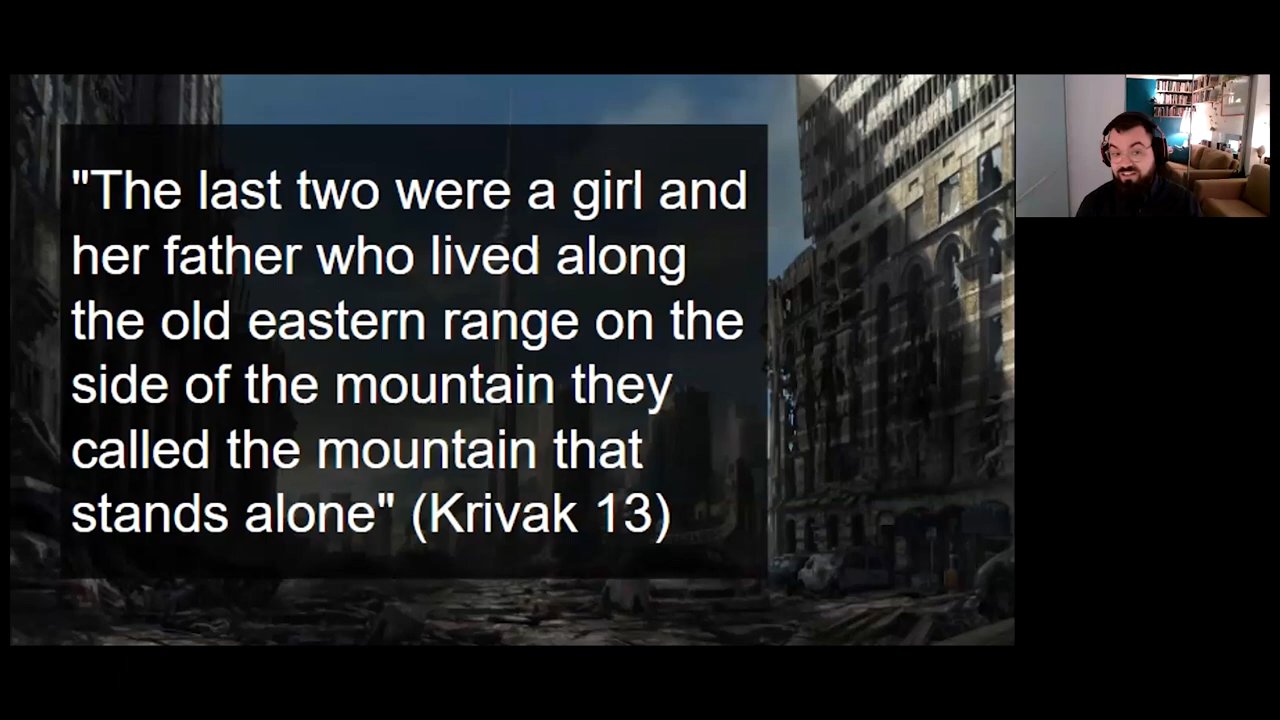 "The last two were a girl and
her father who lived along
the old eastern range on the
side of the mountain they
called the mountain that
stands alone" (Krivak 13)